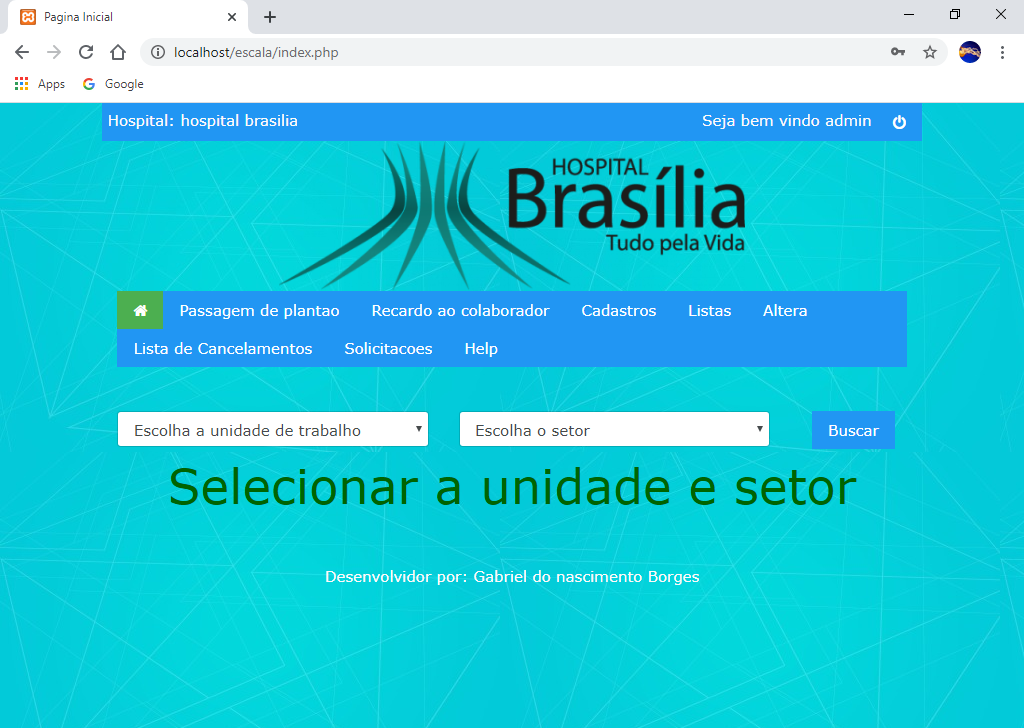 Pagina Inicial
localhost/escala/index.php
Apps Google
Hospital: hospital brasilia Seja bem vindo admin
HOSPITAL
Brasília
Tudo pela Vida
Passagem de plantao Recardo ao colaborador Cadastros Listas Altera
Lista de Cancelamentos Solicitacoes Help
Escolha a unidade de trabalho Escolha o setor Buscar
Selecionar a unidade e setor
Desenvolvidor por: Gabriel do nascimento Borges